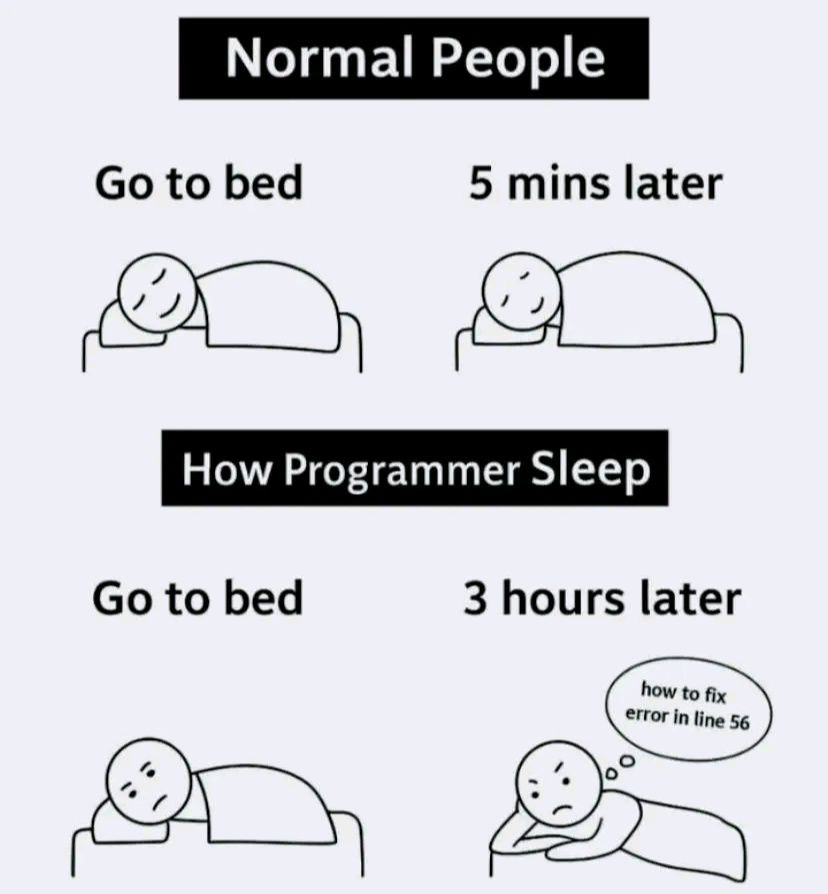 Normal People
Go to bed
5 mins later
How Programmer Sleep
Go to bed
3 hours later
how to fix
error in line 56